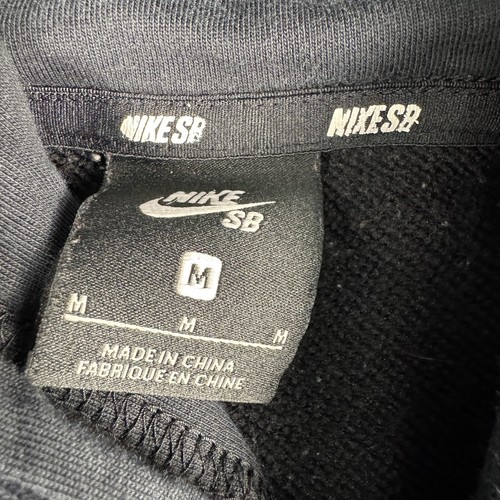 NIKE SB NIKE SB
NIKE
SB
M
M M M
MADE IN CHINA
FABRIQUE EN CHINE